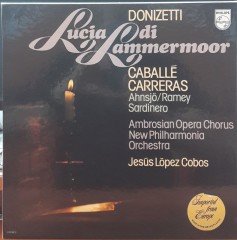 DONIZETTI
PHILIPS
Lucia di
Lammermoor
CABALLÉ
CARRERAS
Ahnsjö/Ramey
Sardinero
Ambrosian Opera Chorus
New Philharmonia
Orchestra
Jesús López Cobos
Imported
from
Europe